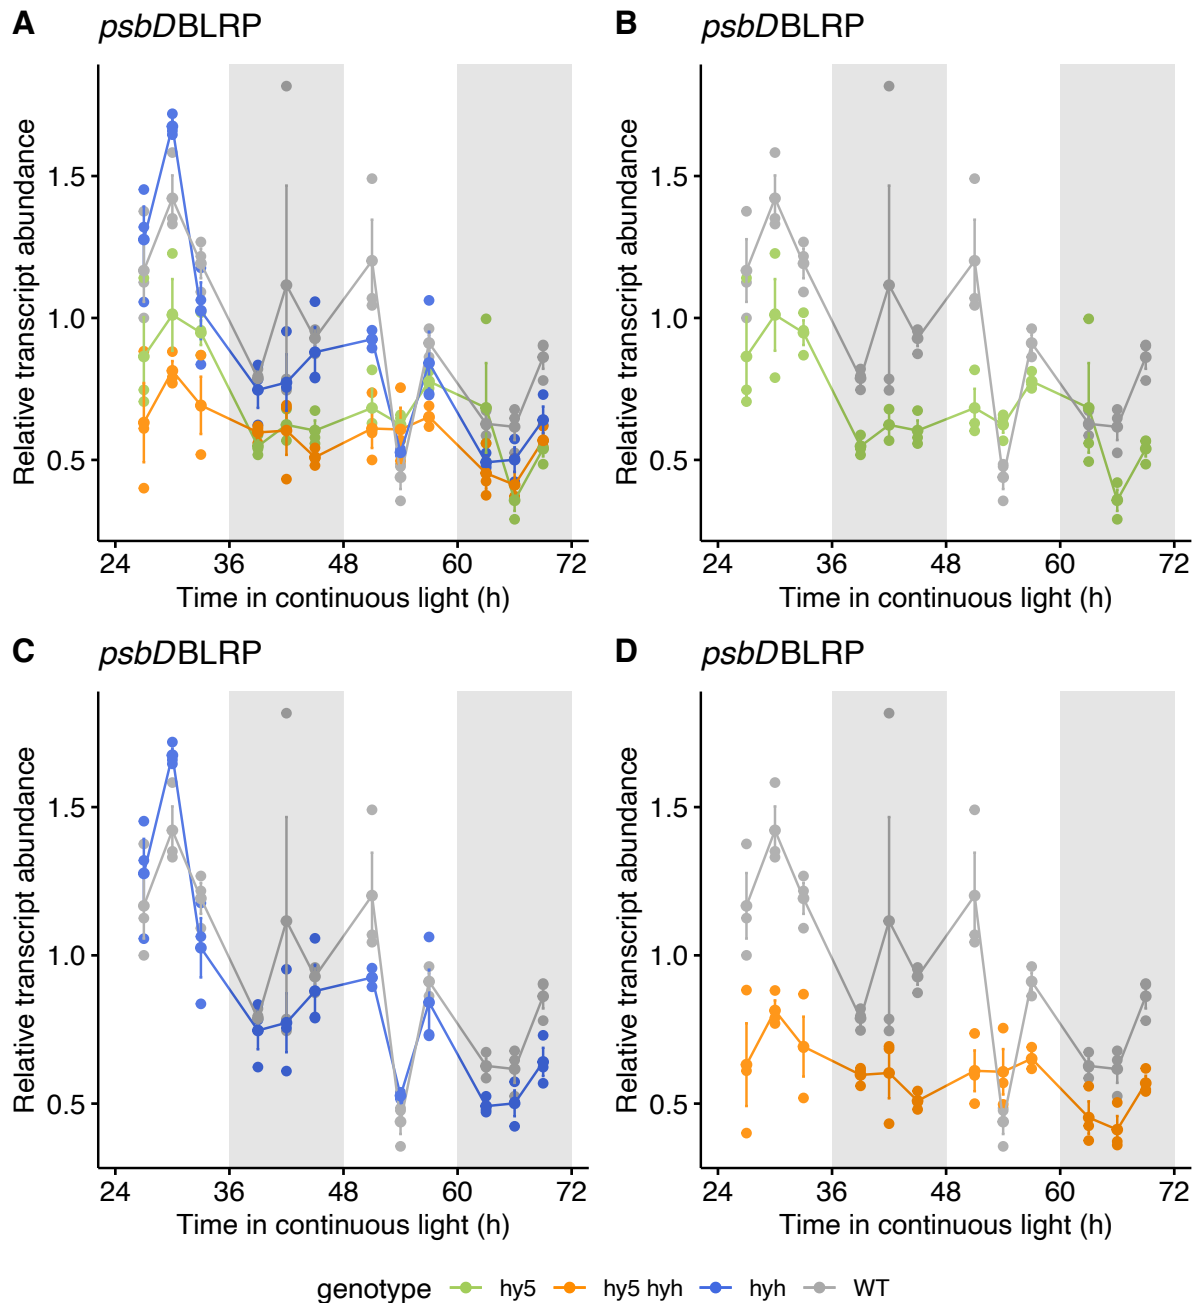 A psbDBLRP
B psbDBLRP
Relative transcript abundance
1.5
1.0
0.5
24 36 48 60 72
Time in continuous light (h)
Relative transcript abundance
1.5
1.0
0.5
24 36 48 60 72
Time in continuous light (h)
C psbDBLRP
D psbDBLRP
Relative transcript abundance
1.5
1.0
0.5
24 36 48 60 72
Time in continuous light (h)
Relative transcript abundance
1.5
1.0
0.5
24 36 48 60 72
Time in continuous light (h)
genotype hy5 hy5 hyh hyh WT